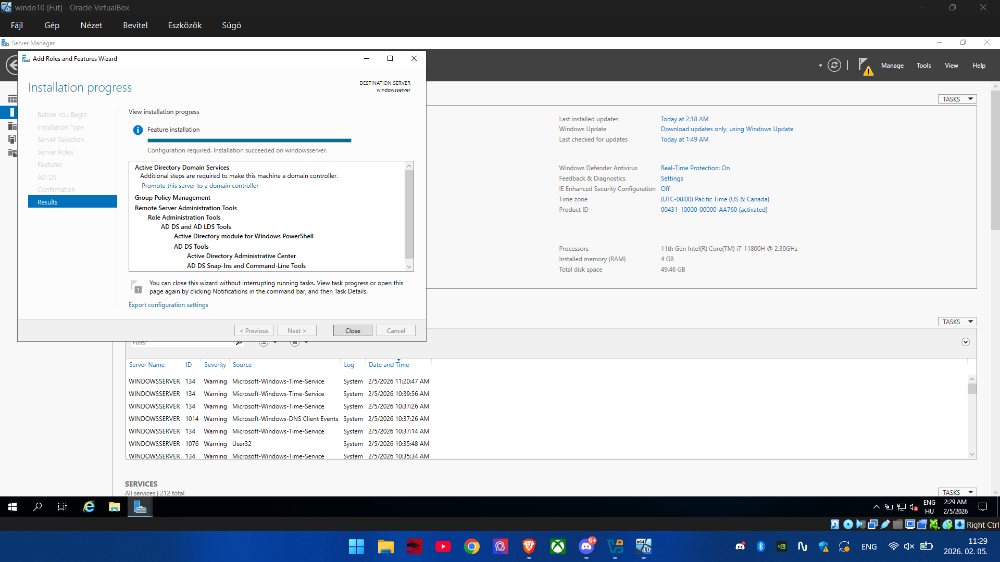 windo10 [Fut] - Oracle VirtualBox
Fájl Gép Nézet Bevitel Eszközök Súgó
Server Manager
Manage Tools View Help
Add Roles and Features Wizard
Installation progress
DESTINATION SERVER
windowsserver
Before You Begin
Installation Type
Server Selection
Server Roles
Features
AD DS
Confirmation
Results
View installation progress
Feature installation
Configuration required. Installation succeeded on windowsserver.
Active Directory Domain Services
Additional steps are required to make this machine a domain controller.
Promote this server to a domain controller
Group Policy Management
Remote Server Administration Tools
Role Administration Tools
AD DS and AD LDS Tools
Active Directory module for Windows PowerShell
AD DS Tools
Active Directory Administrative Center
AD DS Snap-Ins and Command-Line Tools
1
You can close this wizard without interrupting running tasks. View task progress or open this
page again by clicking Notifications in the command bar, and then Task Details.
Export configuration settings
< Previous Next > Close Cancel
TASKS
Last installed updates Today at 2:18 AM
Windows Update Download updates only, using Windows Update
Last checked for updates Today at 1:49 AM
Windows Defender Antivirus Real-Time Protection: On
Feedback & Diagnostics Settings
IE Enhanced Security Configuration Off
Time zone (UTC-08:00) Pacific Time (US & Canada)
Product ID 00431-10000-00000-AA760 (activated)
Processors 11th Gen Intel(R) Core(TM) i7-11800H @ 2.30GHz
Installed memory (RAM) 4 GB
Total disk space 49.46 GB
TASKS
Filter
Server Name ID Severity Source Log Date and Time
WINDOWSSERVER 134 Warning Microsoft-Windows-Time-Service System 2/5/2026 11:20:47 AM
WINDOWSSERVER 134 Warning Microsoft-Windows-Time-Service System 2/5/2026 10:39:56 AM
WINDOWSSERVER 134 Warning Microsoft-Windows-Time-Service System 2/5/2026 10:37:26 AM
WINDOWSSERVER 1014 Warning Microsoft-Windows-DNS Client Events System 2/5/2026 10:37:26 AM
WINDOWSSERVER 134 Warning Microsoft-Windows-Time-Service System 2/5/2026 10:37:14 AM
WINDOWSSERVER 1076 Warning User32 System 2/5/2026 10:35:48 AM
WINDOWSSERVER 134 Warning Microsoft-Windows-Time-Service System 2/5/2026 10:35:34 AM
SERVICES
All services | 212 total
TASKS
ENG
HU
2:29 AM
2/5/2026
Right Ctrl
x64
10
9+
ENG
11:29
2026. 02. 05.